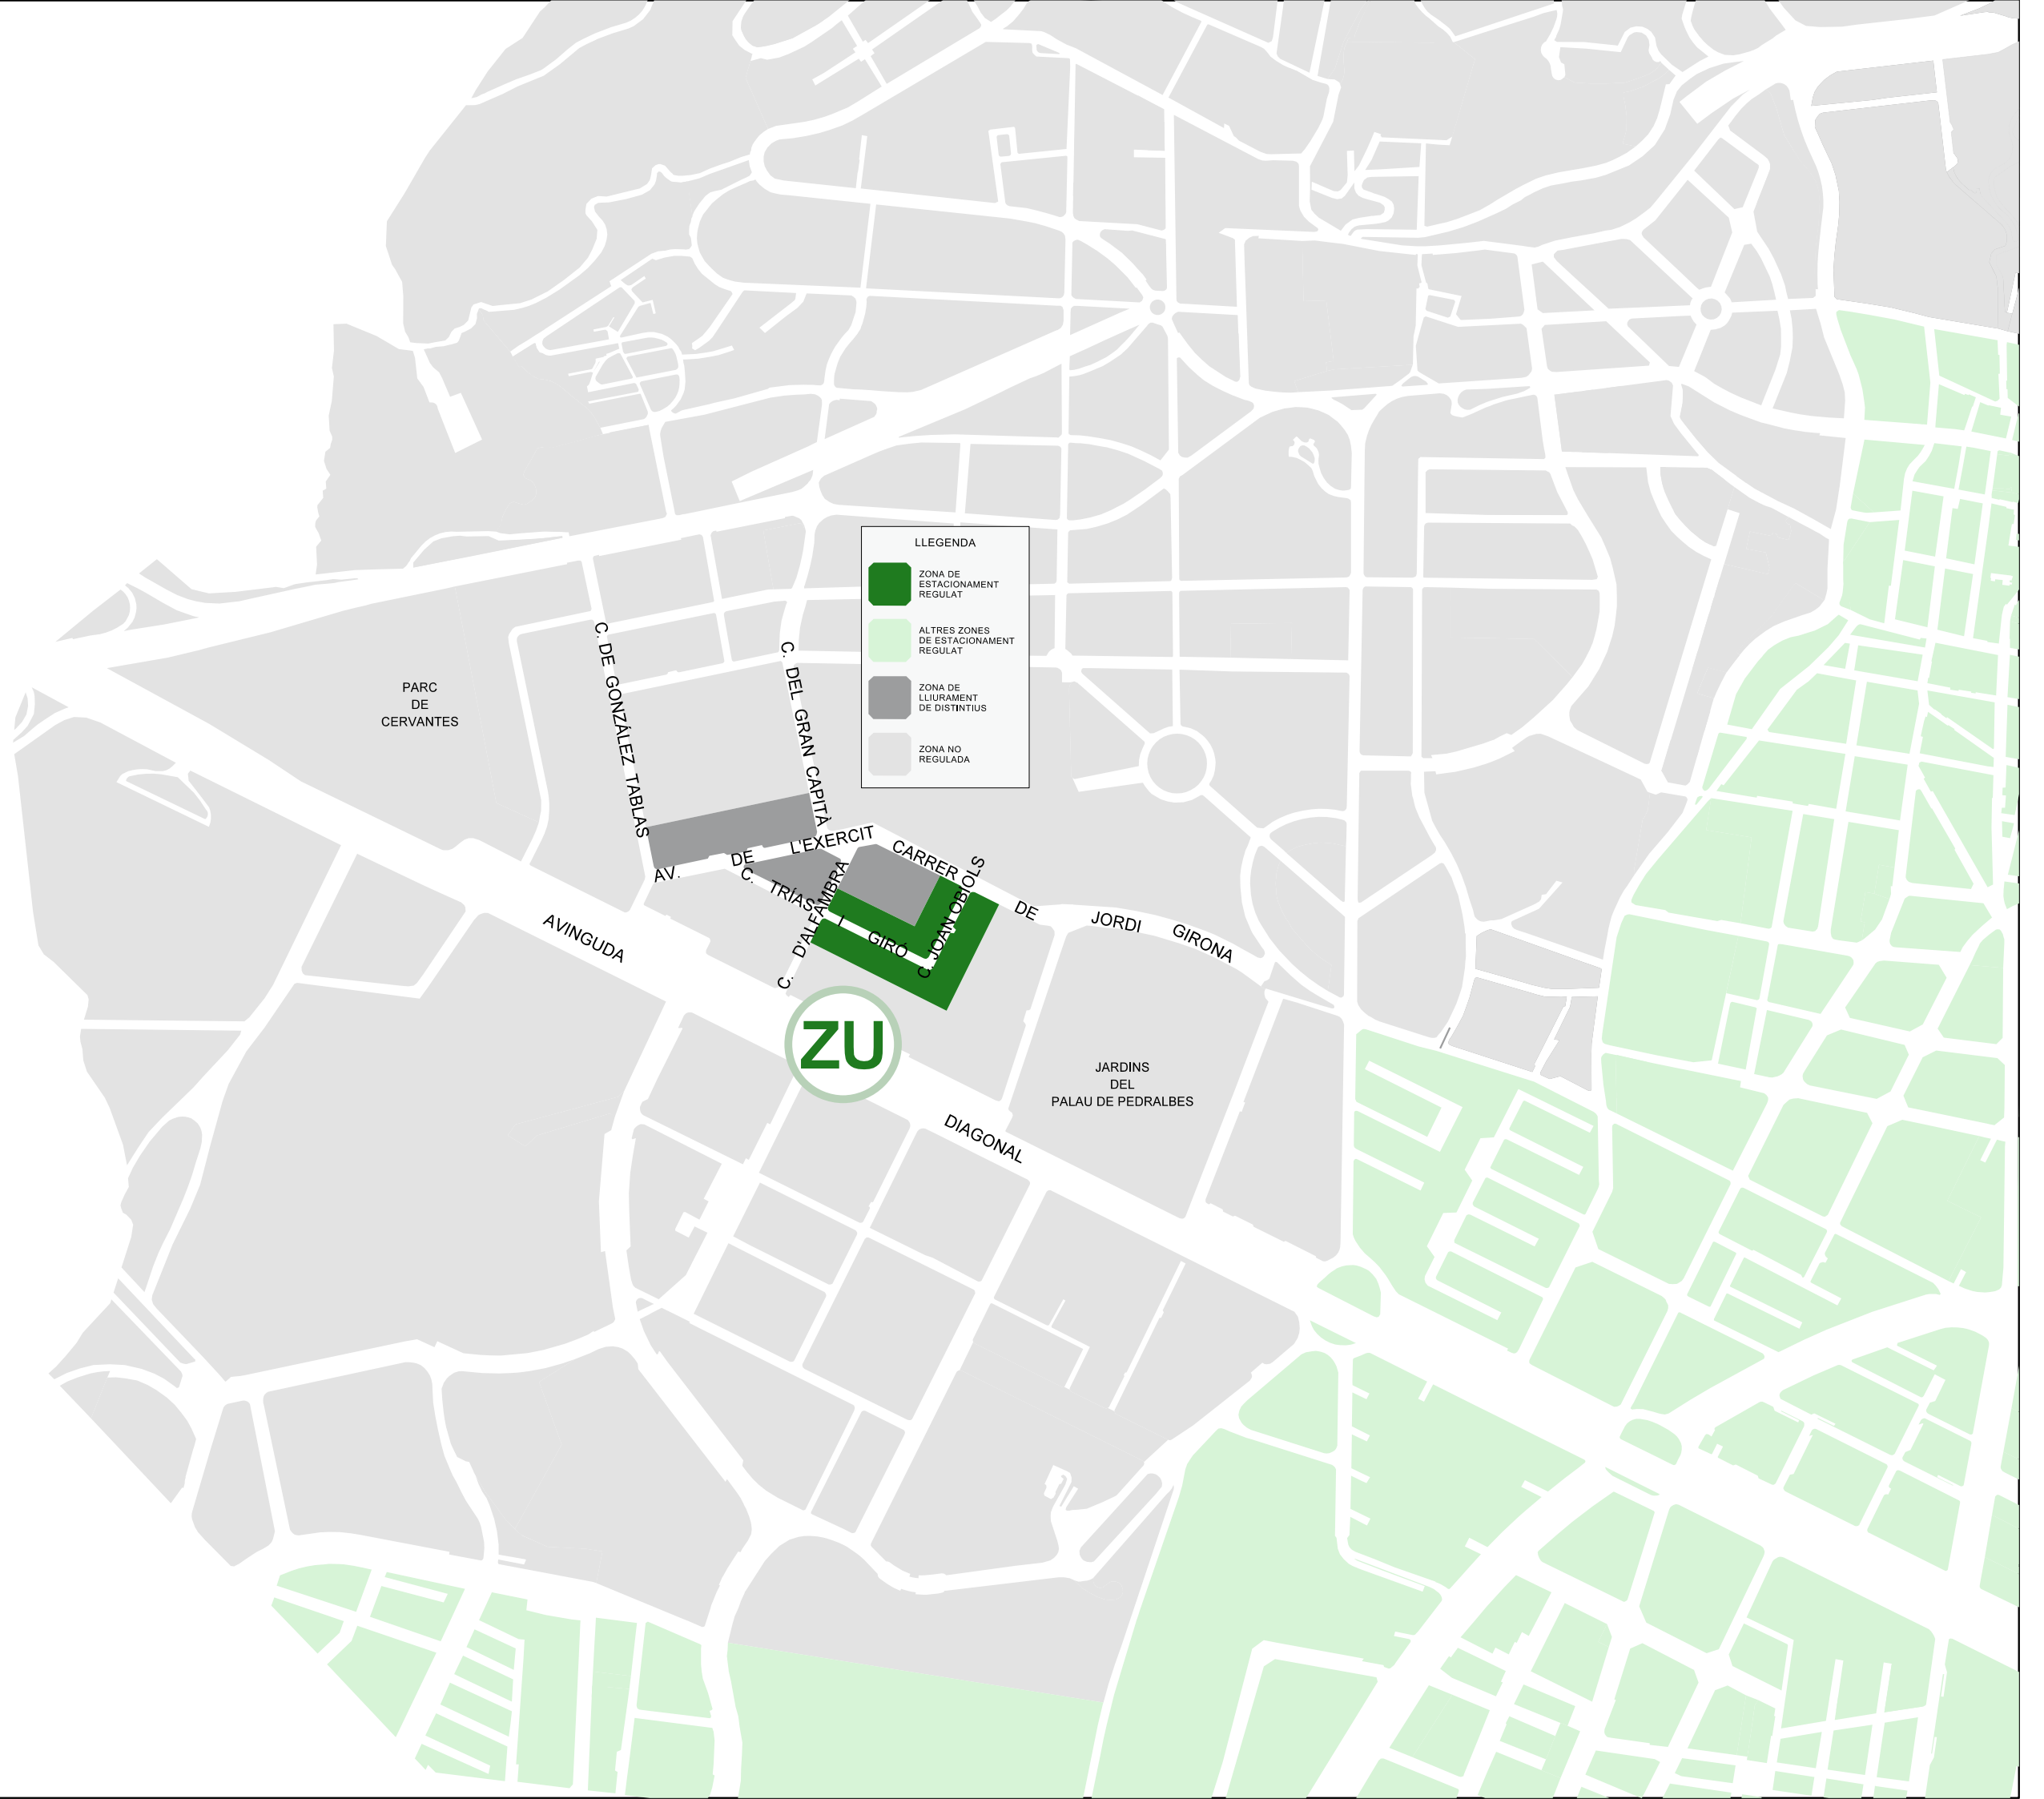 LLEGENDA
ZONA DE
ESTACIONAMENT
REGULAT
ALTRES ZONES
DE ESTACIONAMENT
REGULAT
ZONA DE
LLIURAMENT
DE DISTINTIUS
ZONA NO
REGULADA
C. DE GONZÁLEZ TABLAS
C. DEL GRAN CAPITÀ
PARC
DE
CERVANTES
AV. DE L'EXERCIT
C. TRÍAS I GIRÓ
C. D'ALFAMBRA
C. JOAN OBIOLS
CARRER DE JORDI GIRONA
AVINGUDA DIAGONAL
ZU
JARDINS
DEL
PALAU DE PEDRALBES